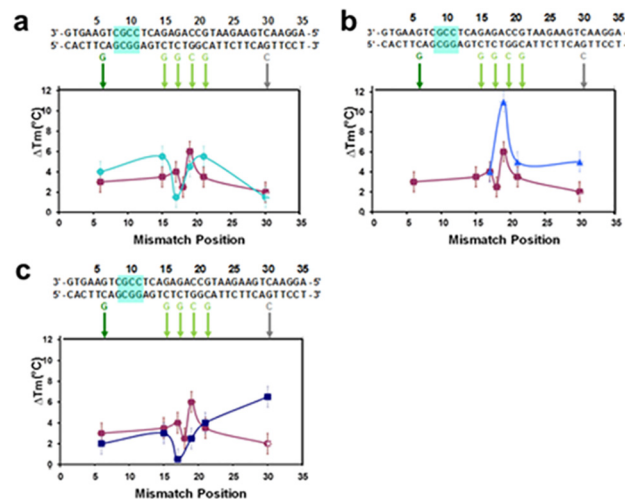 a
5 10 15 20 25 30 35
3'-GTGAAGTCGCCTCAGAGACCGTAAGAAGTCAAGGA-5'
5'-CACTTCAGCGGAGTCTCTGGCATTCTTCAGTTCCT-3'
G G G C G C
ΔTm(°C)
12
10
8
6
4
2
0
0 5 10 15 20 25 30 35
Mismatch Position
b
5 10 15 20 25 30 35
3'-GTGAAGTCGCCTCAGAGACCGTAAGAAGTCAAGGA-5'
5'-CACTTCAGCGGAGTCTCTGGCATTCTTCAGTTCCT-3'
G G G C G C
ΔTm(°C)
12
10
8
6
4
2
0
0 5 10 15 20 25 30 35
Mismatch Position
c
5 10 15 20 25 30 35
3'-GTGAAGTCGCCTCAGAGACCGTAAGAAGTCAAGGA-5'
5'-CACTTCAGCGGAGTCTCTGGCATTCTTCAGTTCCT-3'
G G G C G C
ΔTm(°C)
12
10
8
6
4
2
0
0 5 10 15 20 25 30 35
Mismatch Position